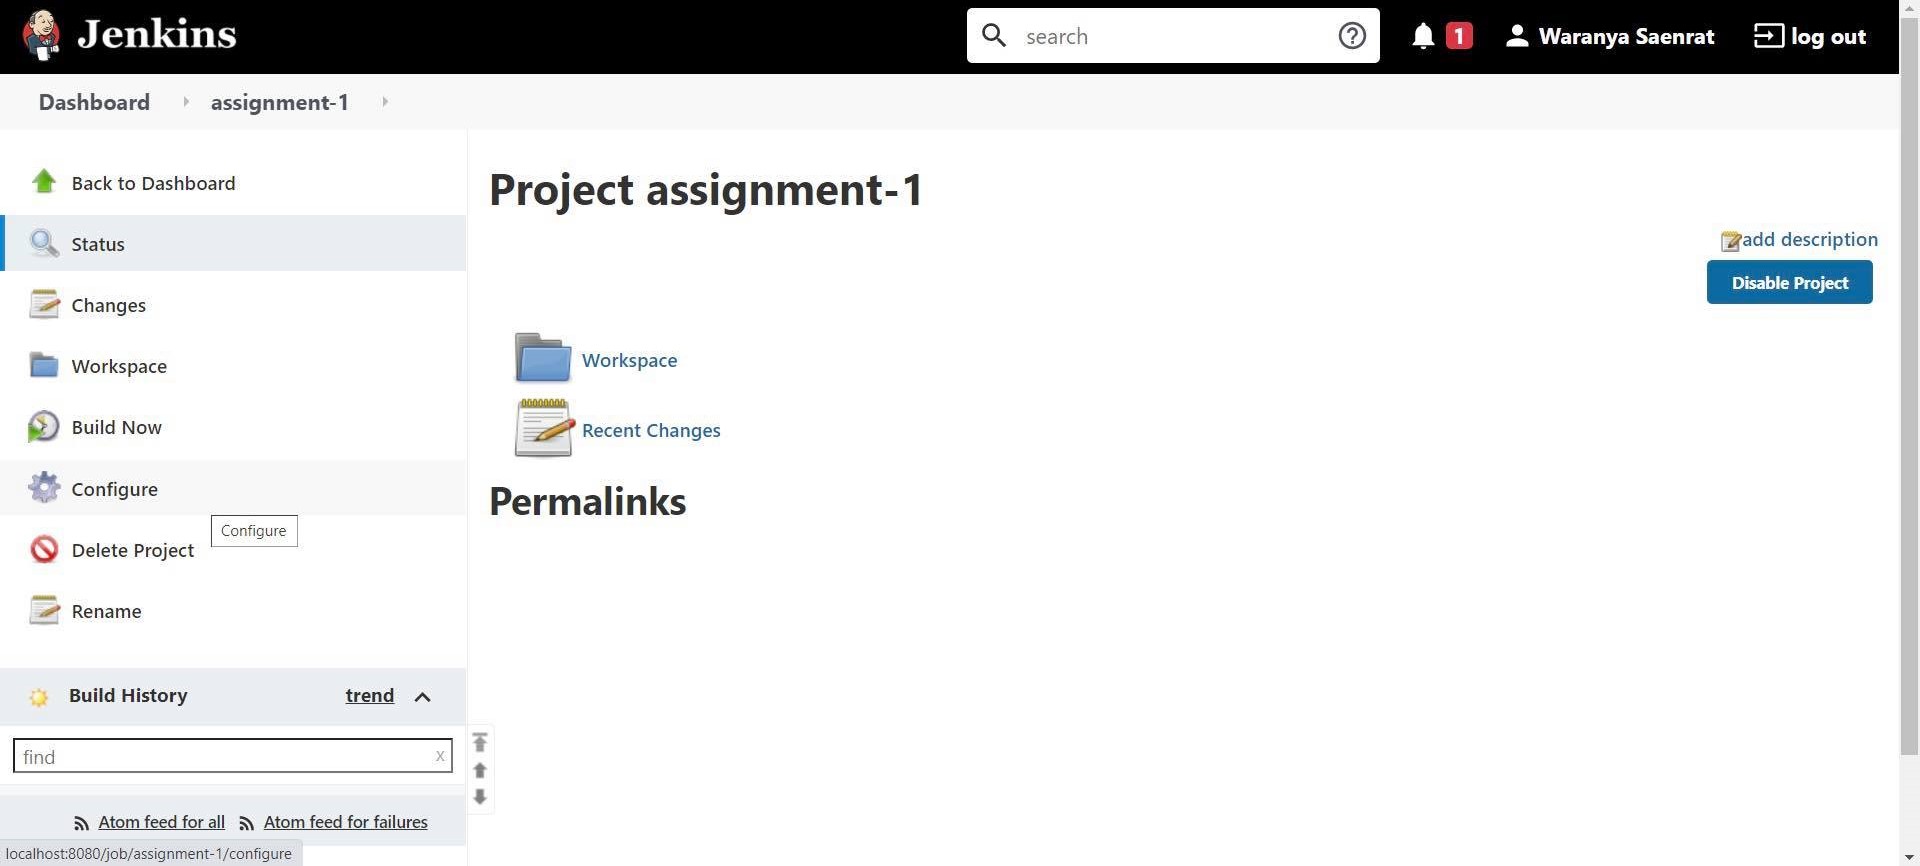 Jenkins
search
1
Waranya Saenrat
log out
Dashboard
assignment-1
Back to Dashboard
Status
Changes
Workspace
Build Now
Configure
Configure
Delete Project
Rename
Build History
trend
find
x
Atom feed for all
Atom feed for failures
localhost:8080/job/assignment-1/configure
Project assignment-1
add description
Disable Project
Workspace
Recent Changes
Permalinks